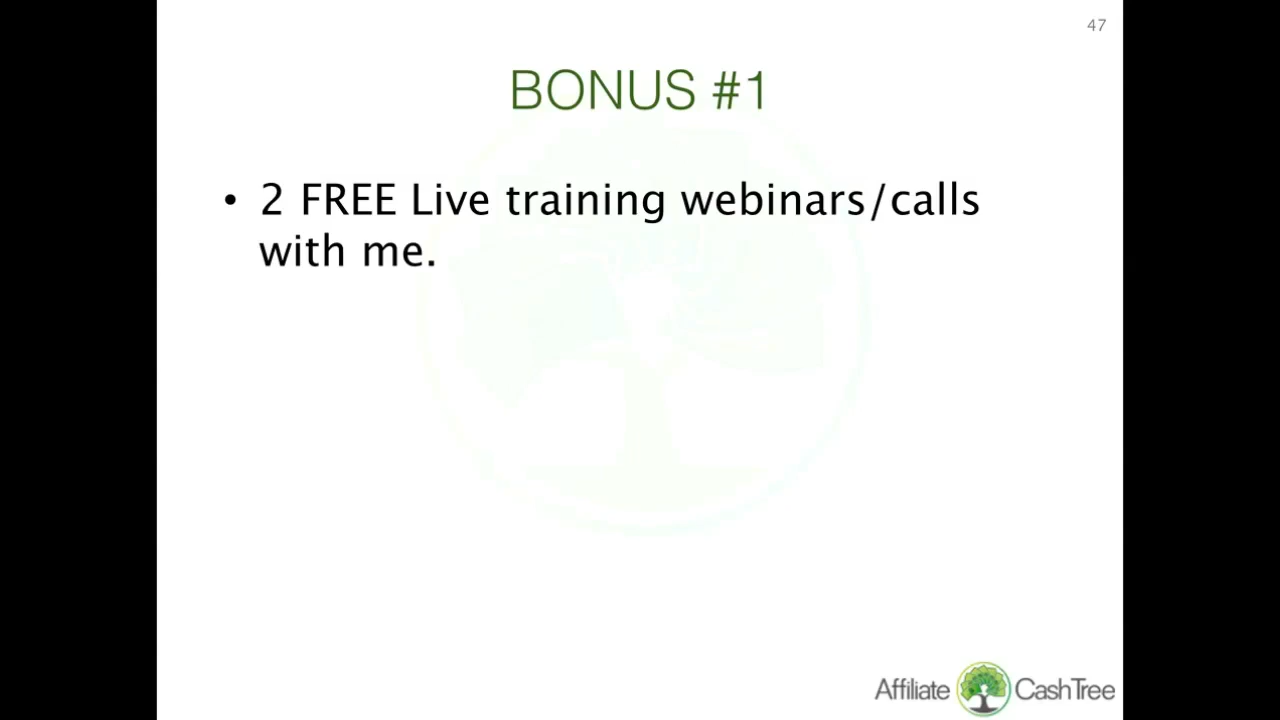 47
BONUS #1
• 2 FREE Live training webinars/calls
with me.
Affiliate CashTree